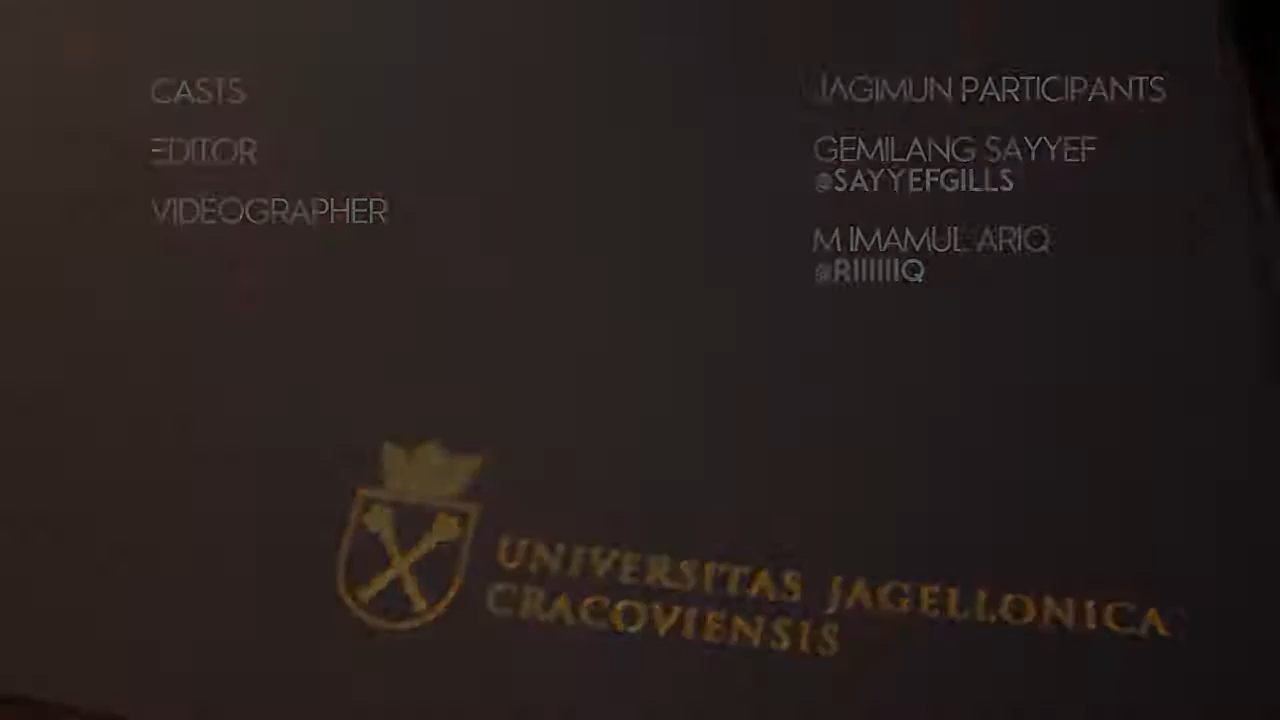 CASTS
JAGIMUN PARTICIPANTS
EDITOR
GEMILANG SAYYEF
@SAYYEFGILLS
VIDEOGRAPHER
M IMAMUL ARIQ
@RIIIIIIQ
UNIVERSITAS JAGELLONICA
CRACOVIENSIS